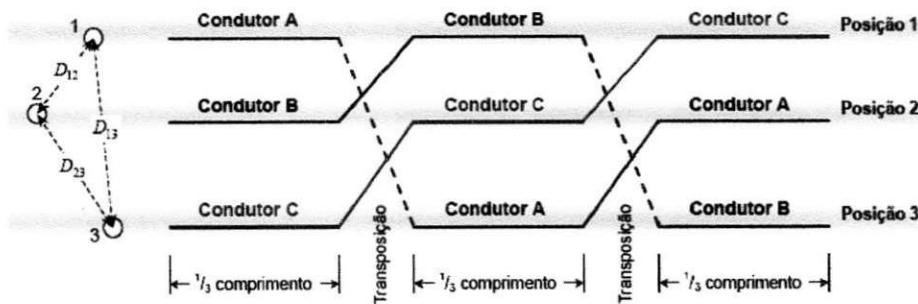 Condutor A
Condutor B
Condutor C
Posição 1
1
D12
2
Condutor B
Condutor C
Condutor A
Posição 2
D13
D23
3
Condutor C
Condutor A
Condutor B
Posição 3
Transposição
Transposição
1/3 comprimento
1/3 comprimento
1/3 comprimento